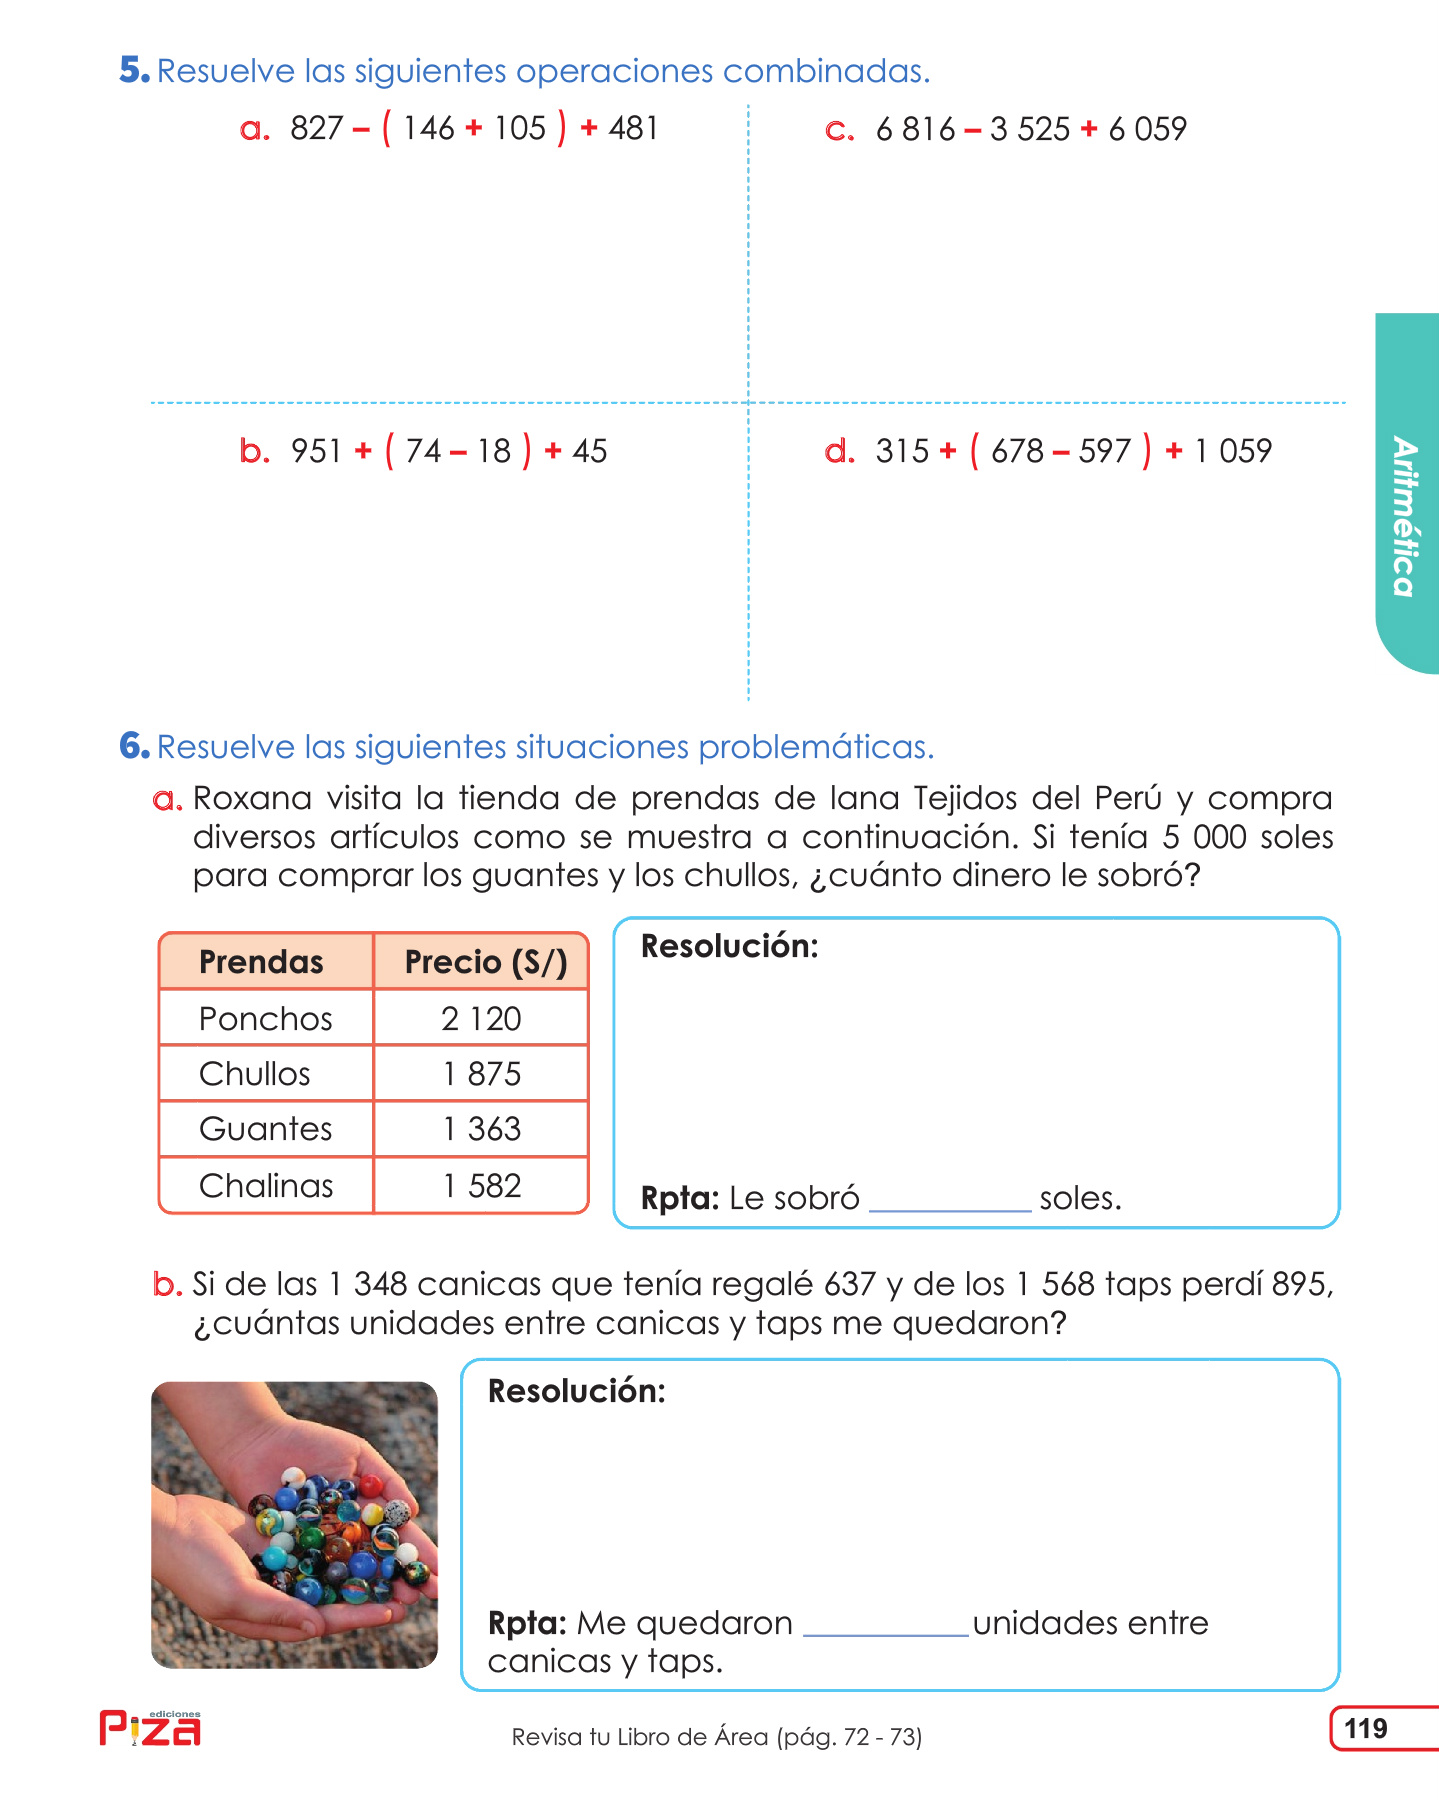 5. Resuelve las siguientes operaciones combinadas.
a. 827 – ( 146 + 105 ) + 481
c. 6 816 – 3 525 + 6 059
b. 951 + ( 74 – 18 ) + 45
d. 315 + ( 678 – 597 ) + 1 059
Aritmética
6. Resuelve las siguientes situaciones problemáticas.
a. Roxana visita la tienda de prendas de lana Tejidos del Perú y compra
diversos artículos como se muestra a continuación. Si tenía 5 000 soles
para comprar los guantes y los chullos, ¿cuánto dinero le sobró?
Prendas Precio (S/)
Ponchos 2 120
Chullos 1 875
Guantes 1 363
Chalinas 1 582
Resolución:
Rpta: Le sobró __________ soles.
b. Si de las 1 348 canicas que tenía regalé 637 y de los 1 568 taps perdí 895,
¿cuántas unidades entre canicas y taps me quedaron?
Resolución:
Rpta: Me quedaron __________ unidades entre
canicas y taps.
ediciones
Piza
Revisa tu Libro de Área (pág. 72 - 73)
119